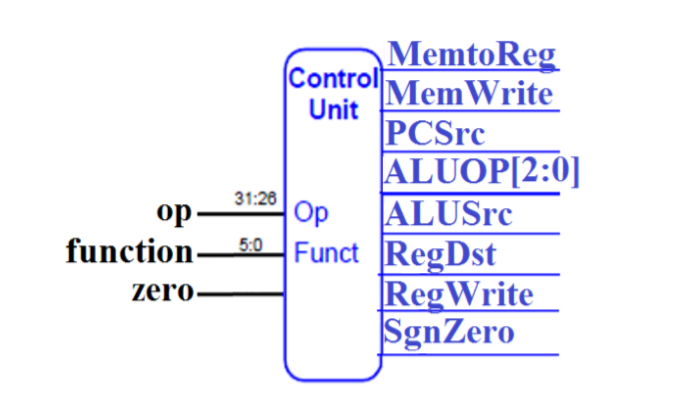 MemtoReg
Control
Unit
MemWrite
PCSrc
ALUOP[2:0]
op 31:26 Op
ALUSrc
function 5:0 Funct
RegDst
zero
RegWrite
SgnZero